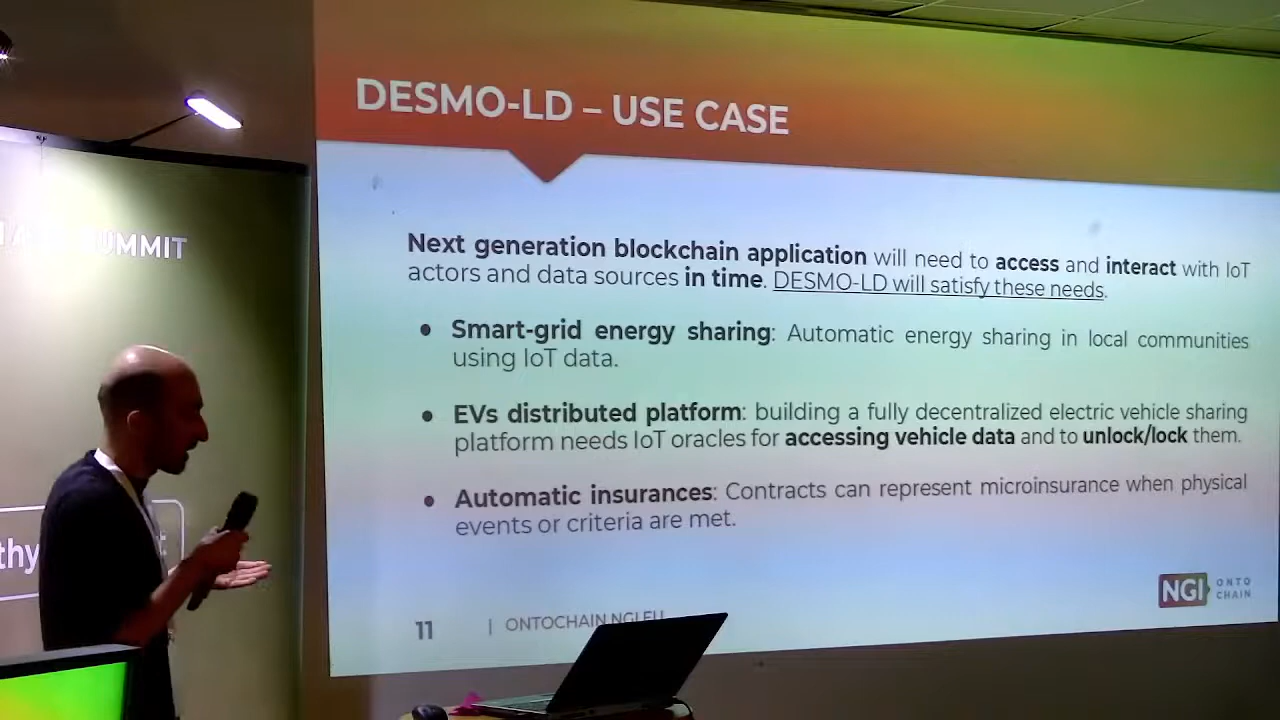 DESMO-LD – USE CASE
SUMMIT
Next generation blockchain application will need to access and interact with IoT
actors and data sources in time. DESMO-LD will satisfy these needs.
● Smart-grid energy sharing: Automatic energy sharing in local communities
using IoT data.
● EVs distributed platform: building a fully decentralized electric vehicle sharing
platform needs IoT oracles for accessing vehicle data and to unlock/lock them.
● Automatic insurances: Contracts can represent microinsurance when physical
events or criteria are met.
thy
NGI ONTO
CHAIN
11 | ONTOCHAIN.NGI.EU